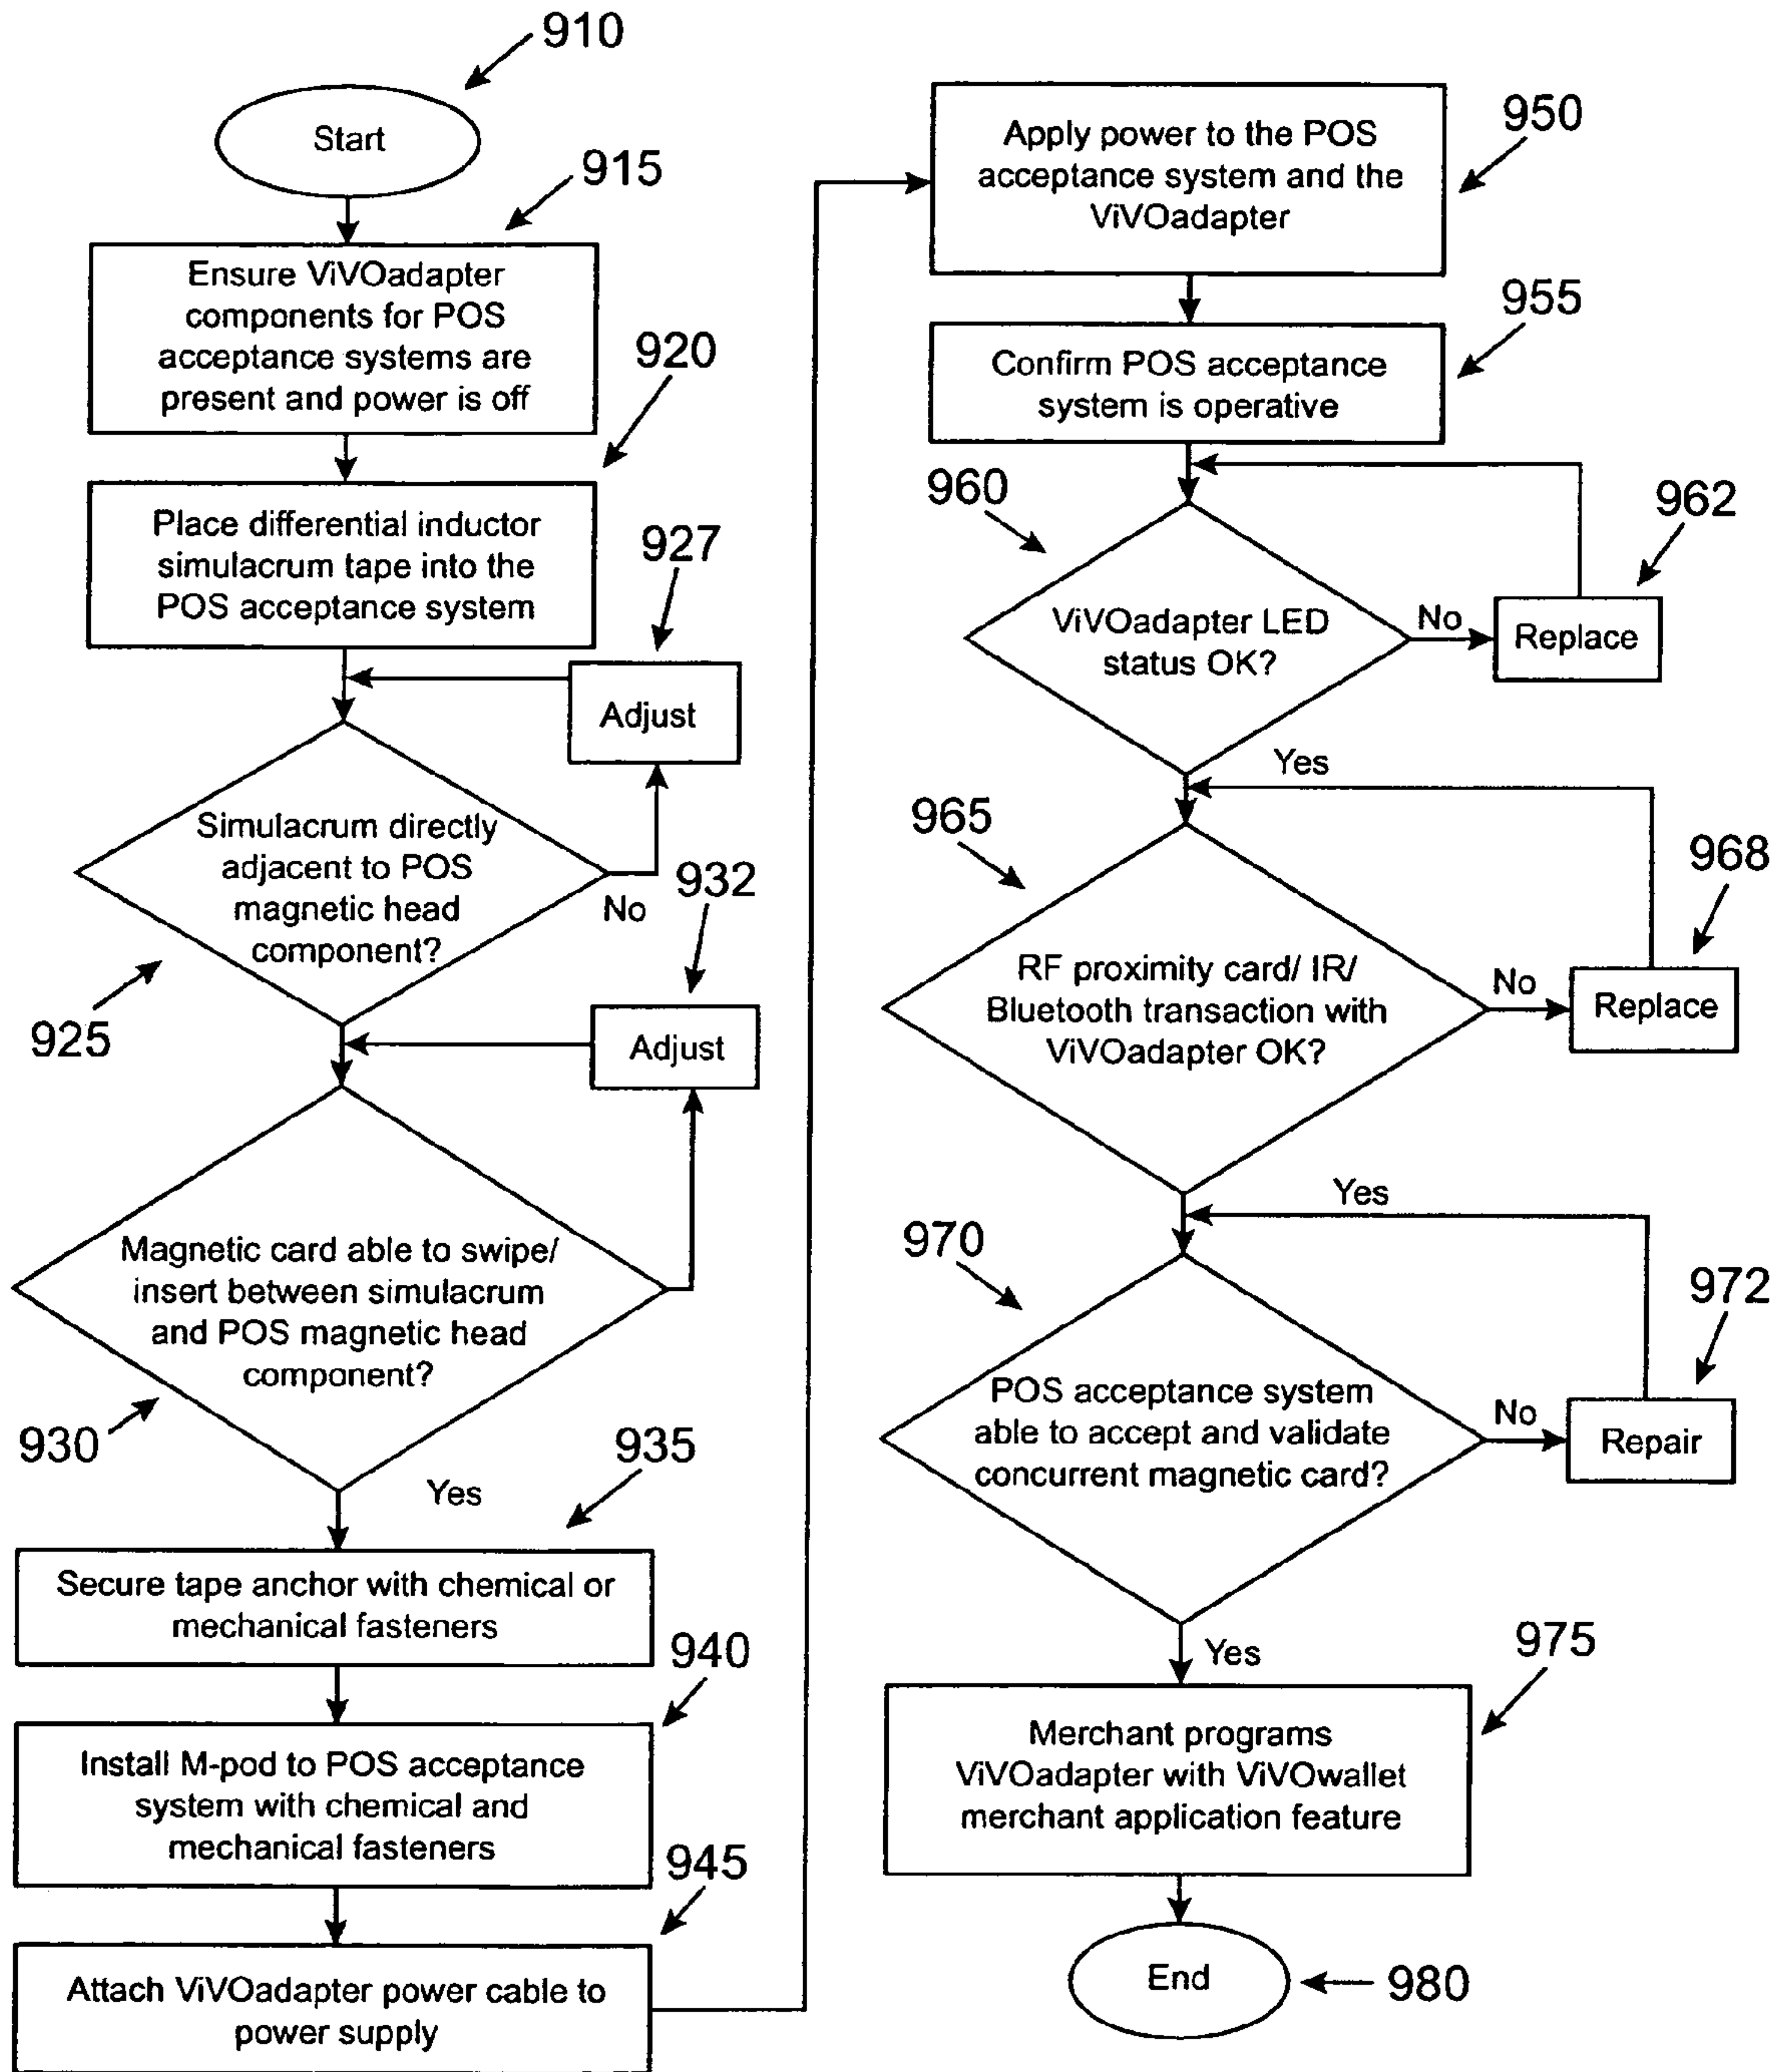 910
Start
915
Ensure ViVOadapter
components for POS
acceptance systems are
present and power is off
920
Place differential inductor
simulacrum tape into the
POS acceptance system
927
Adjust
Simulacrum directly
adjacent to POS
magnetic head
component?
No
925
932
Adjust
Magnetic card able to swipe/
insert between simulacrum
and POS magnetic head
component?
930
Yes
935
Secure tape anchor with chemical or
mechanical fasteners
940
Install M-pod to POS acceptance
system with chemical and
mechanical fasteners
945
Attach ViVOadapter power cable to
power supply
950
Apply power to the POS
acceptance system and the
ViVOadapter
955
Confirm POS acceptance
system is operative
960
ViVOadapter LED
status OK?
No
962
Replace
Yes
965
RF proximity card/ IR/
Bluetooth transaction with
ViVOadapter OK?
No
968
Replace
Yes
970
POS acceptance system
able to accept and validate
concurrent magnetic card?
No
972
Repair
Yes
975
Merchant programs
ViVOadapter with ViVOwallet
merchant application feature
End
980